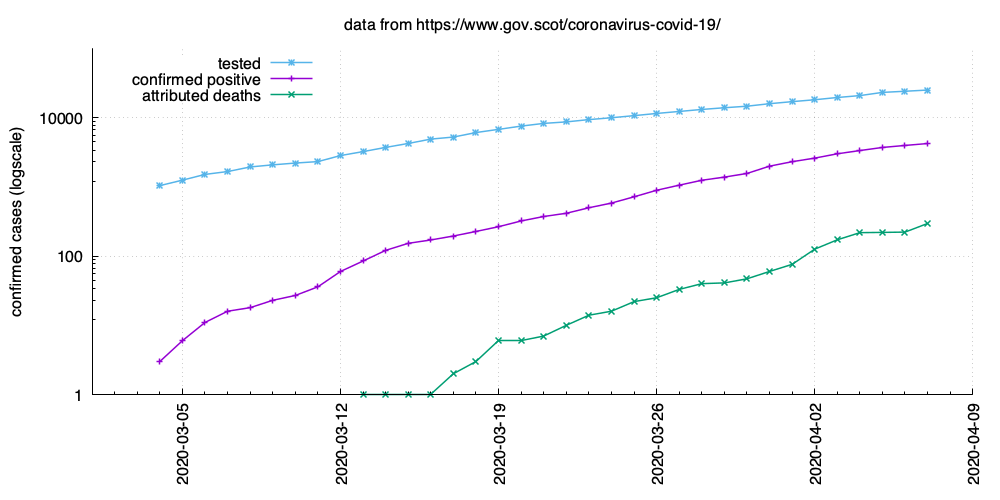 data from https://www.gov.scot/coronavirus-covid-19/
tested
confirmed positive
attributed deaths
confirmed cases (logscale)
10000
100
1
2020-03-05
2020-03-12
2020-03-19
2020-03-26
2020-04-02
2020-04-09